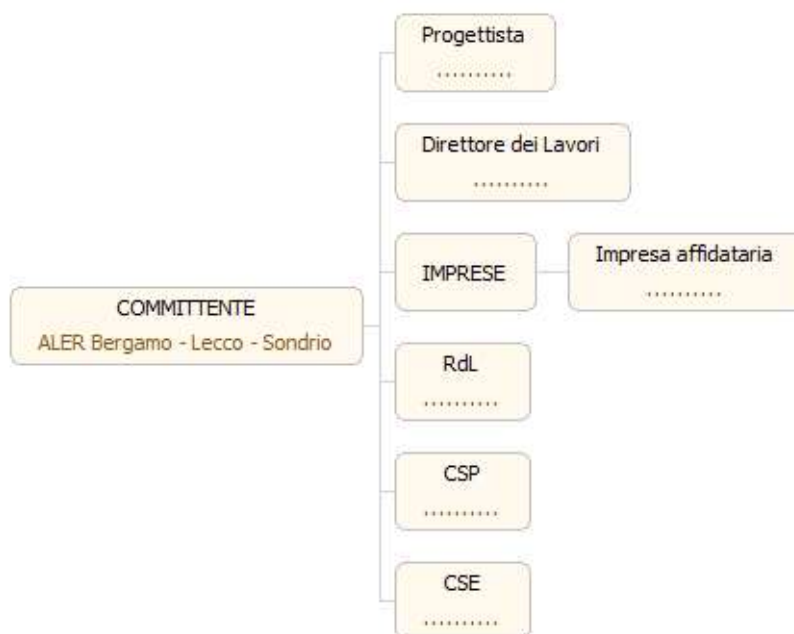 Progettista
..........
Direttore dei Lavori
..........
IMPRESE
Impresa affidataria
..........
COMMITTENTE
ALER Bergamo - Lecco - Sondrio
RdL
..........
CSP
..........
CSE
..........